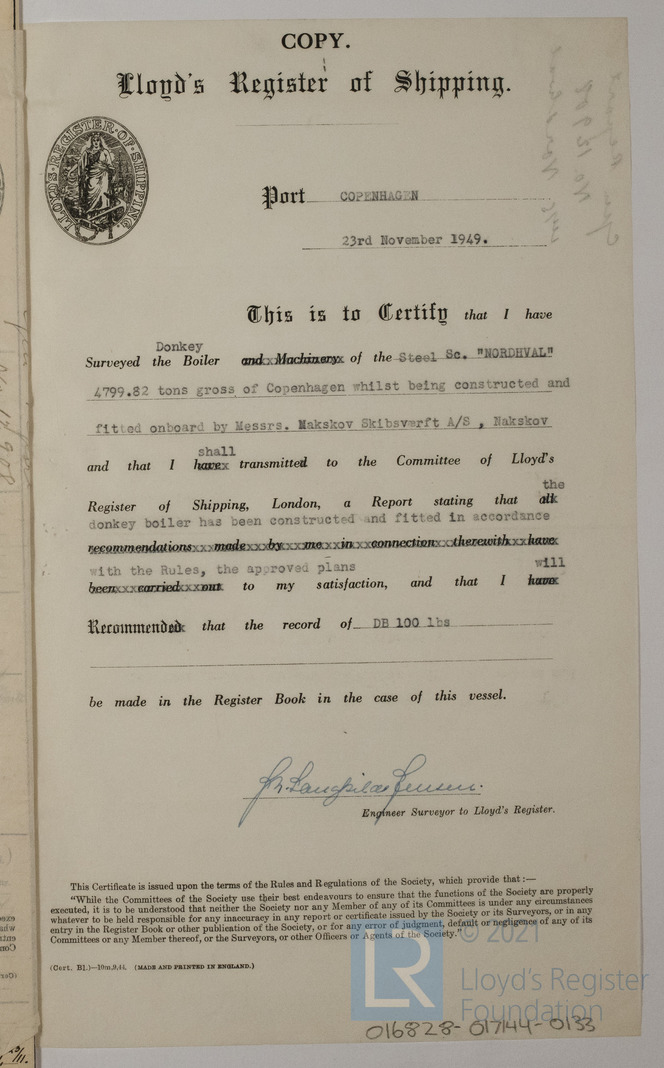 COPY.
Lloyd's Register of Shipping.
LLOYD'S·REGISTER·OF·SHIPPING.
Port COPENHAGEN
23rd November 1949.
This is to Certify that I have
Donkey
Surveyed the Boiler and Machinery of the Steel Sc. "NORDHVAL"
4799.82 tons gross of Copenhagen whilst being constructed and
fitted onboard by Messrs. Nakskov Skibsværft A/S , Nakskov
shall
and that I have transmitted to the Committee of Lloyd's
the
Register of Shipping, London, a Report stating that all
donkey boiler has been constructed and fitted in accordance
recommendations made by me in connection therewith have
with the Rules, the approved plans will
been carried out to my satisfaction, and that I have
Recommended that the record of DB 100 lbs
be made in the Register Book in the case of this vessel.
Jensen.
Engineer Surveyor to Lloyd's Register.
This Certificate is issued upon the terms of the Rules and Regulations of the Society, which provide that :—
"While the Committees of the Society use their best endeavours to ensure that the functions of the Society are properly
executed, it is to be understood that neither the Society nor any Member of any of its Committees is under any circumstances
whatever to be held responsible for any inaccuracy in any report or certificate issued by the Society or its Surveyors, or in any
entry in the Register Book or other publication of the Society, or for any error of judgment, default or negligence of any of its
Committees or any Member thereof, or the Surveyors, or other Officers or Agents of the Society."
(Cert. Bl.)—10m.9,44. (MADE AND PRINTED IN ENGLAND.)
LR
© 2021
Lloyd's Register
Foundation
016828-017144-0133